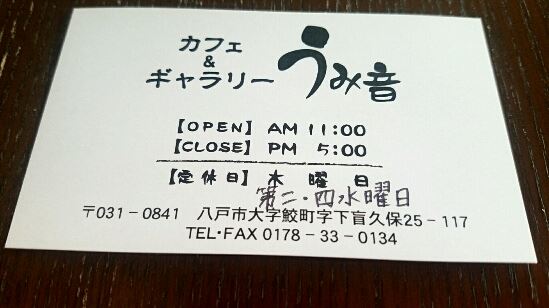 カフェ
&
ギャラリー
うみ音
【OPEN】 AM 11:00
【CLOSE】 PM 5:00
【定休日】 木 曜 日
第二・四水曜日
〒031－0841 八戸市大字鮫町字下盲久保25－117
TEL・FAX 0178－33－0134